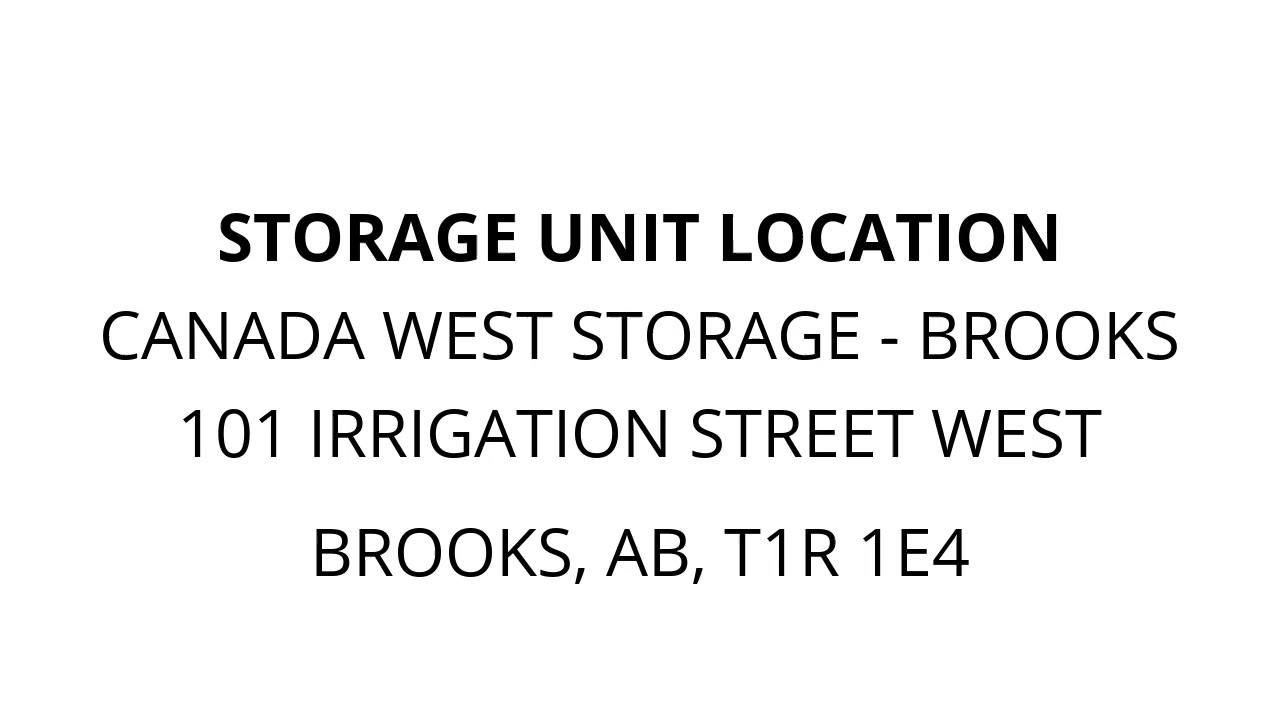 STORAGE UNIT LOCATION
CANADA WEST STORAGE - BROOKS
101 IRRIGATION STREET WEST
BROOKS, AB, T1R 1E4